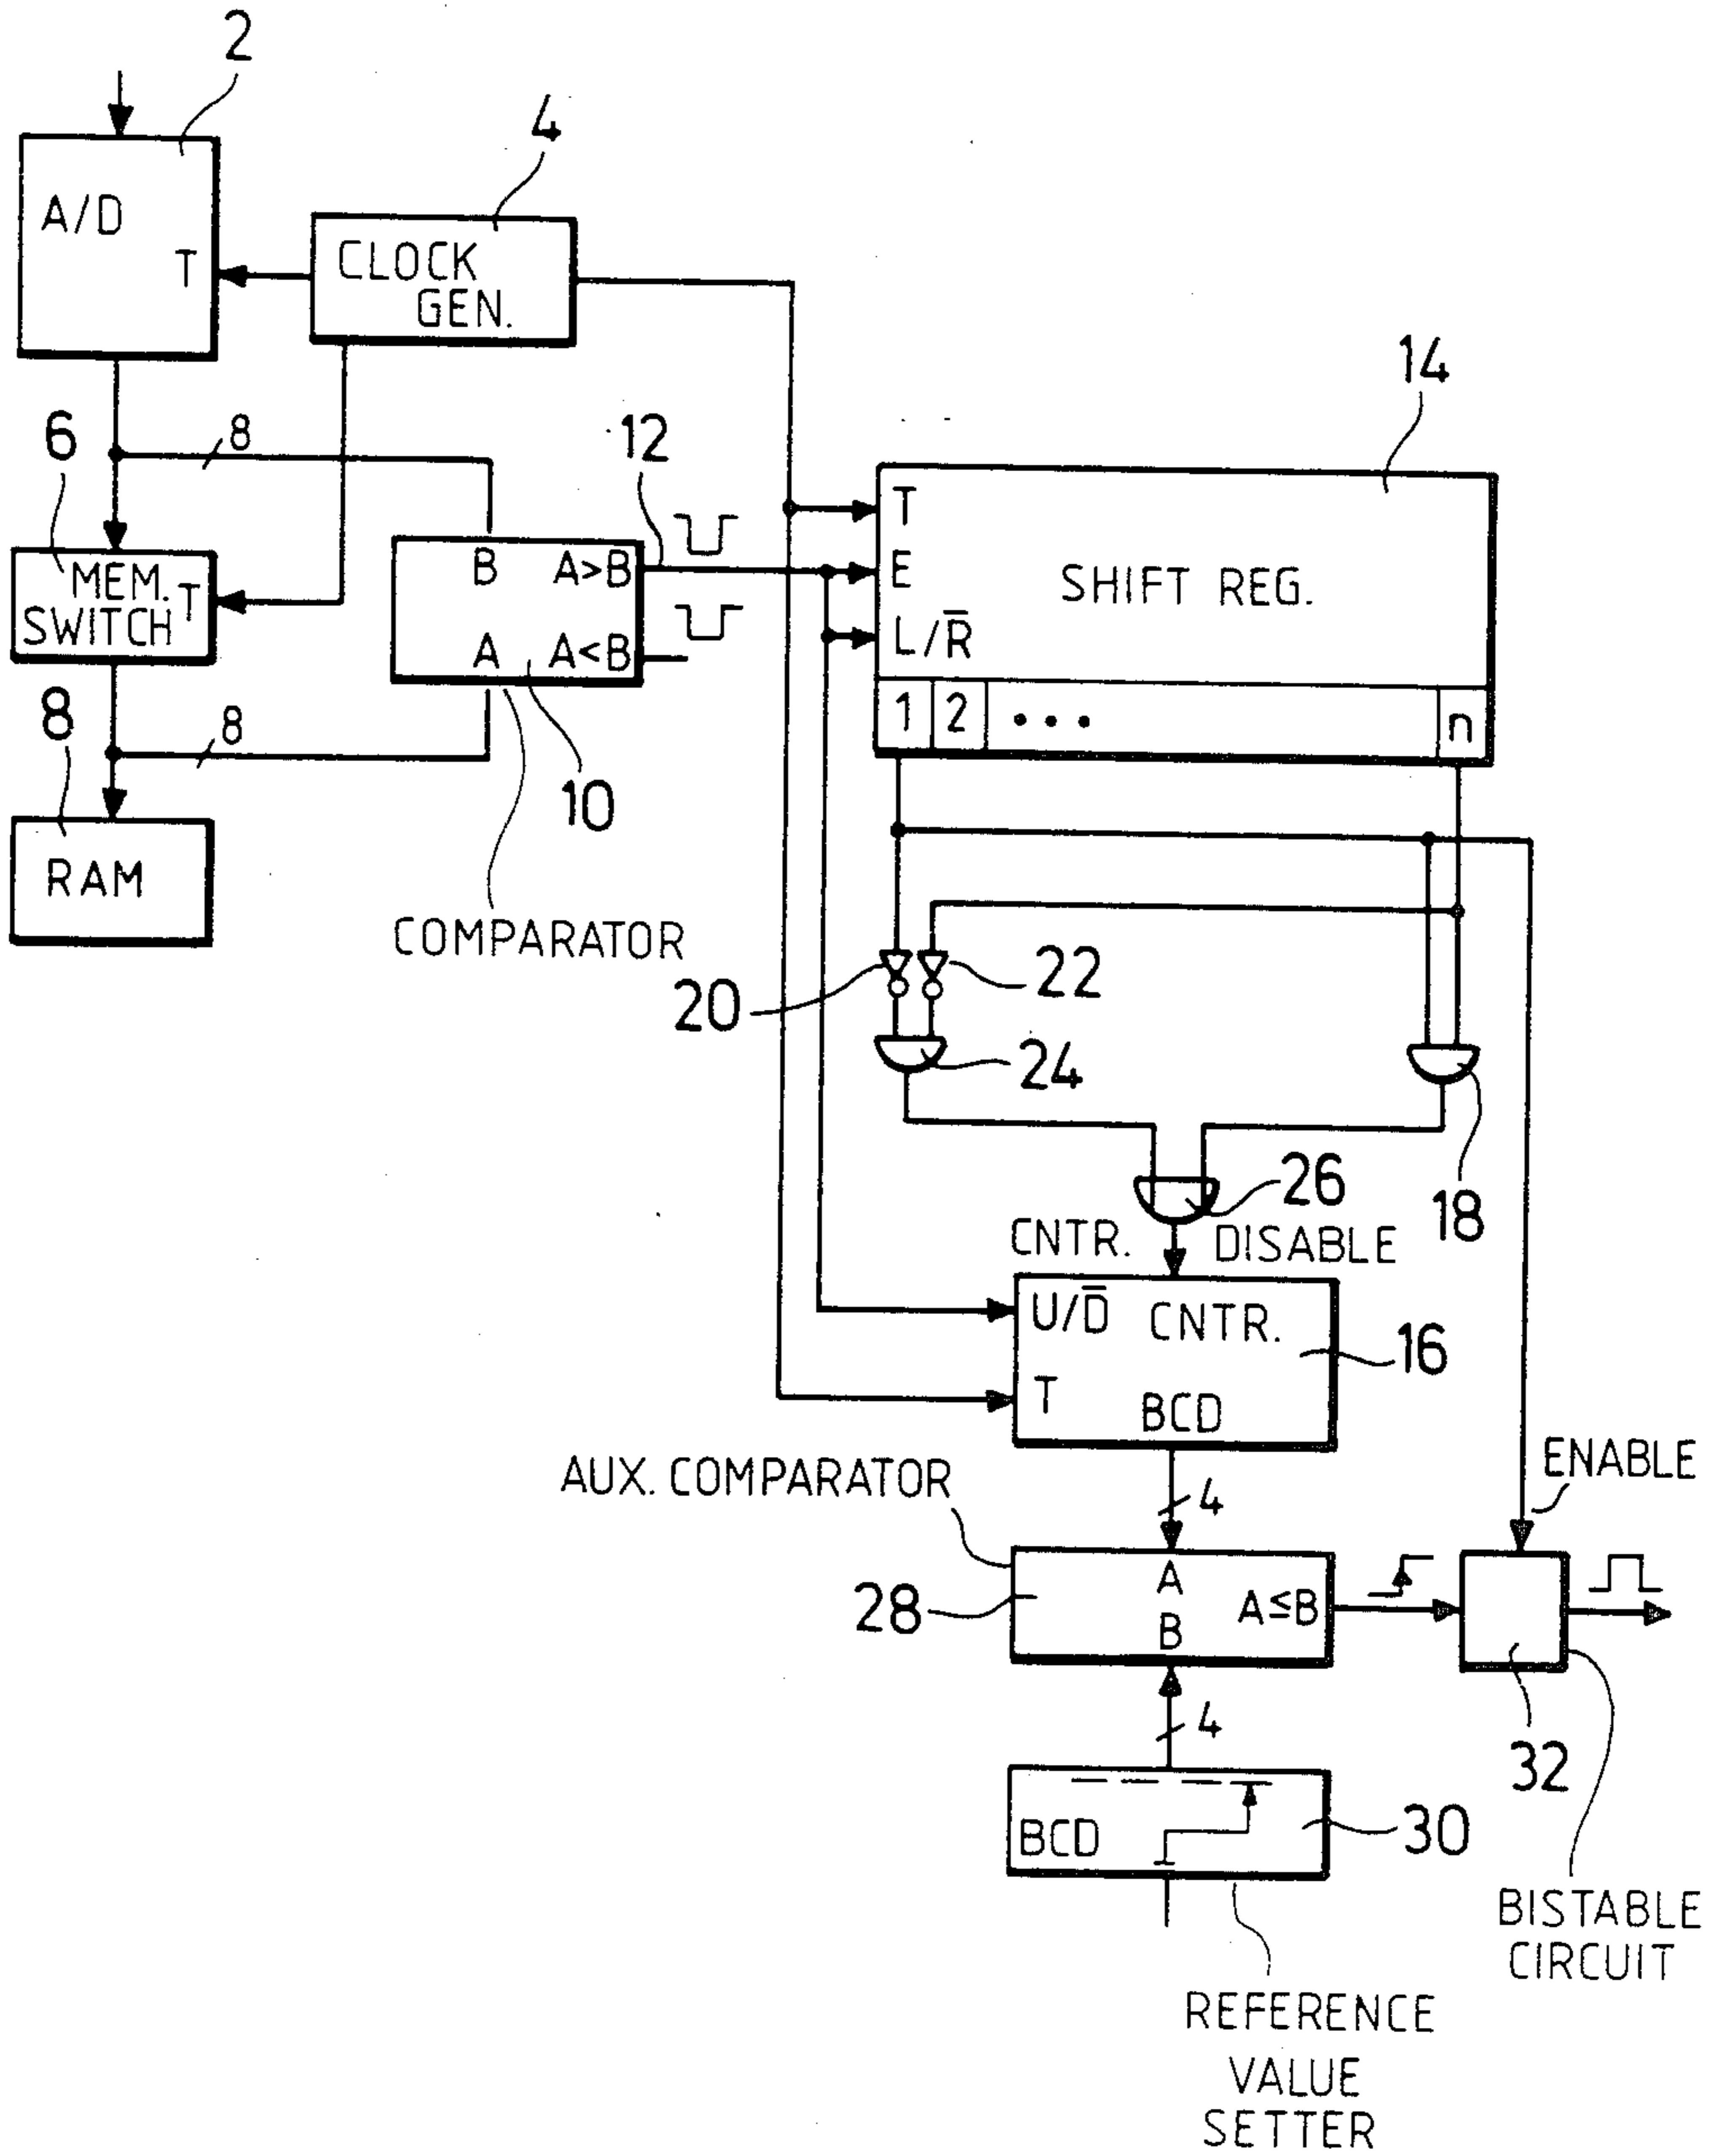 2
4
A/D
T
CLOCK
GEN.
14
6
8
12
T
MEM.
SWITCH
T
B
A>B
E
SHIFT REG.
A
A<B
L/R̅
8
8
1
2
• • •
n
10
RAM
COMPARATOR
20
22
24
18
26
CNTR.
DISABLE
U/D̅
CNTR.
16
T
BCD
AUX. COMPARATOR
4
ENABLE
28
A
A≤B
B
4
32
BCD
30
BISTABLE
CIRCUIT
REFERENCE
VALUE
SETTER